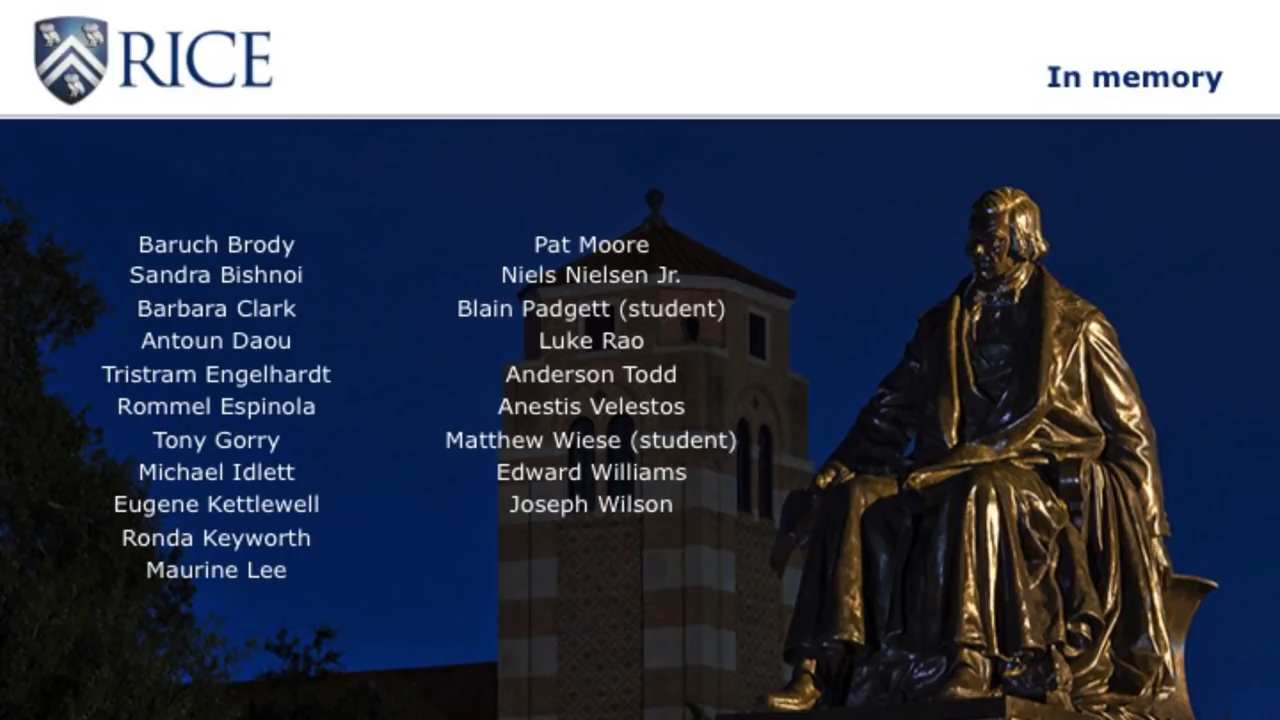 RICE
In memory
Baruch Brody
Sandra Bishnoi
Barbara Clark
Antoun Daou
Tristram Engelhardt
Rommel Espinola
Tony Gorry
Michael Idlett
Eugene Kettlewell
Ronda Keyworth
Maurine Lee
Pat Moore
Niels Nielsen Jr.
Blain Padgett (student)
Luke Rao
Anderson Todd
Anestis Velestos
Matthew Wiese (student)
Edward Williams
Joseph Wilson